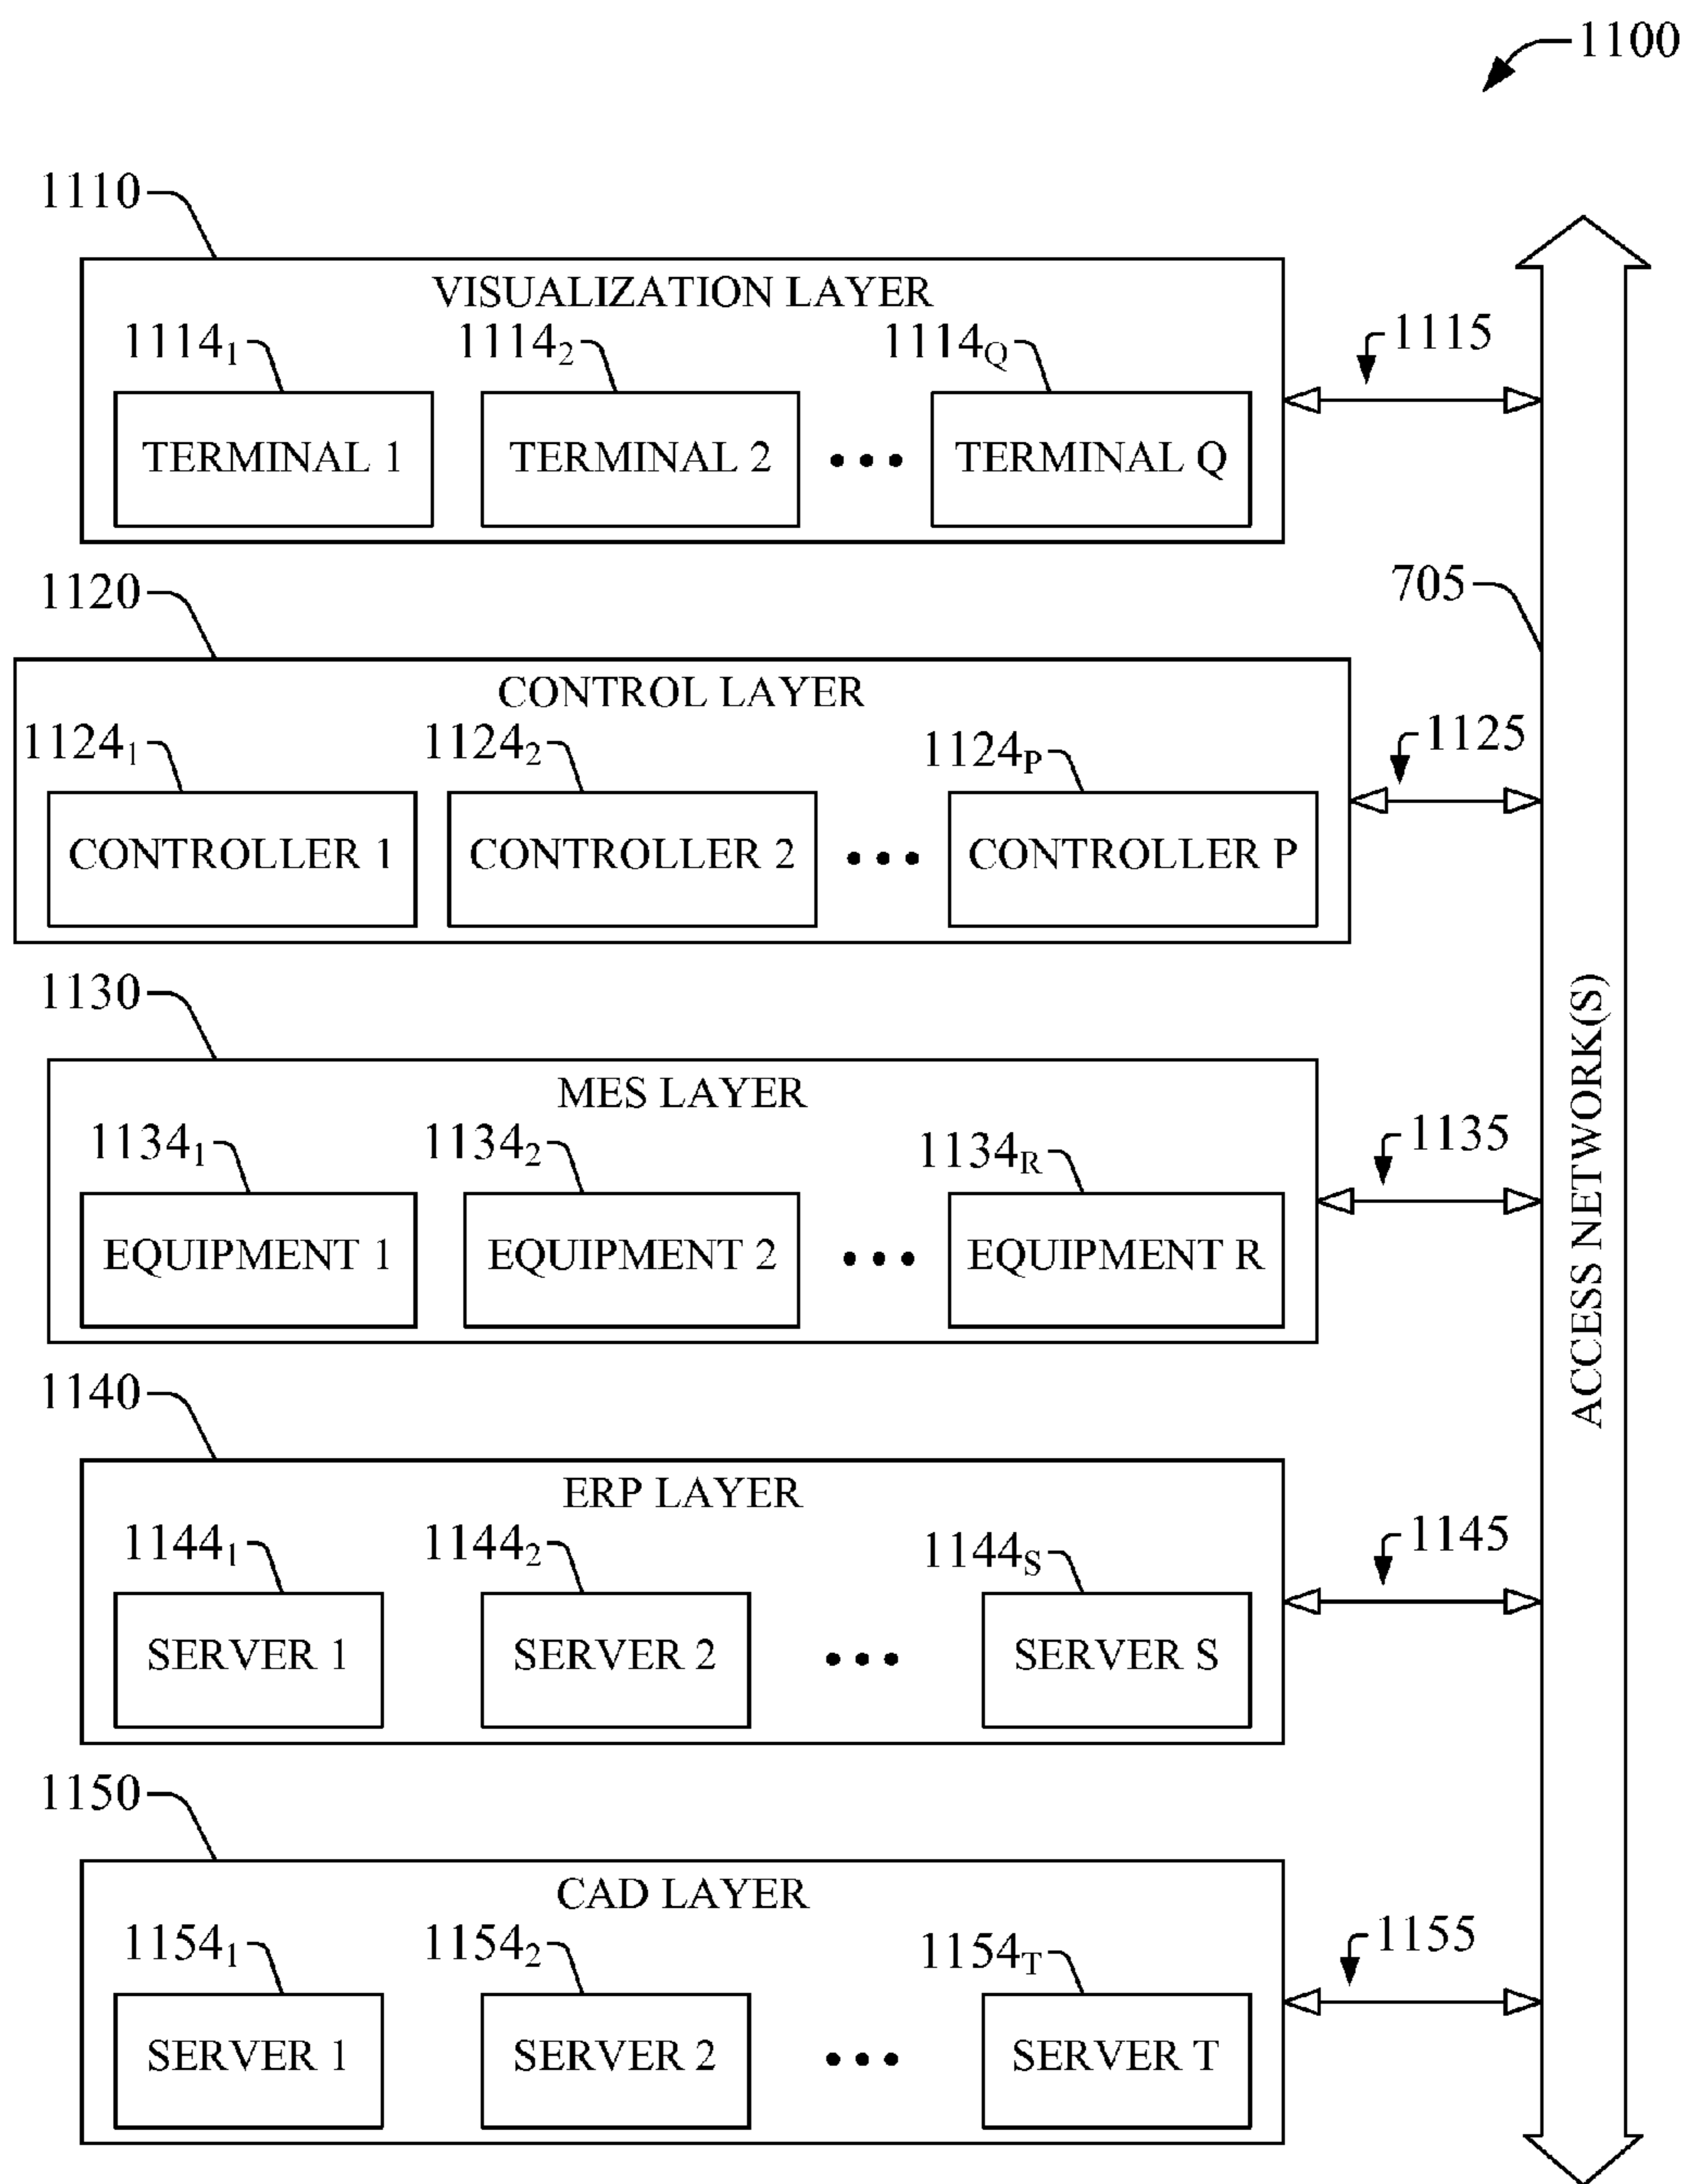 1100
1110
VISUALIZATION LAYER
1114₁ 1114₂ 1114Q
1115
TERMINAL 1 TERMINAL 2 ••• TERMINAL Q
1120
705
CONTROL LAYER
1124₁ 1124₂ 1124P
1125
CONTROLLER 1 CONTROLLER 2 ••• CONTROLLER P
1130
ACCESS NETWORK(S)
MES LAYER
1134₁ 1134₂ 1134R
1135
EQUIPMENT 1 EQUIPMENT 2 ••• EQUIPMENT R
1140
ERP LAYER
1144₁ 1144₂ 1144S
1145
SERVER 1 SERVER 2 ••• SERVER S
1150
CAD LAYER
1154₁ 1154₂ 1154T
1155
SERVER 1 SERVER 2 ••• SERVER T